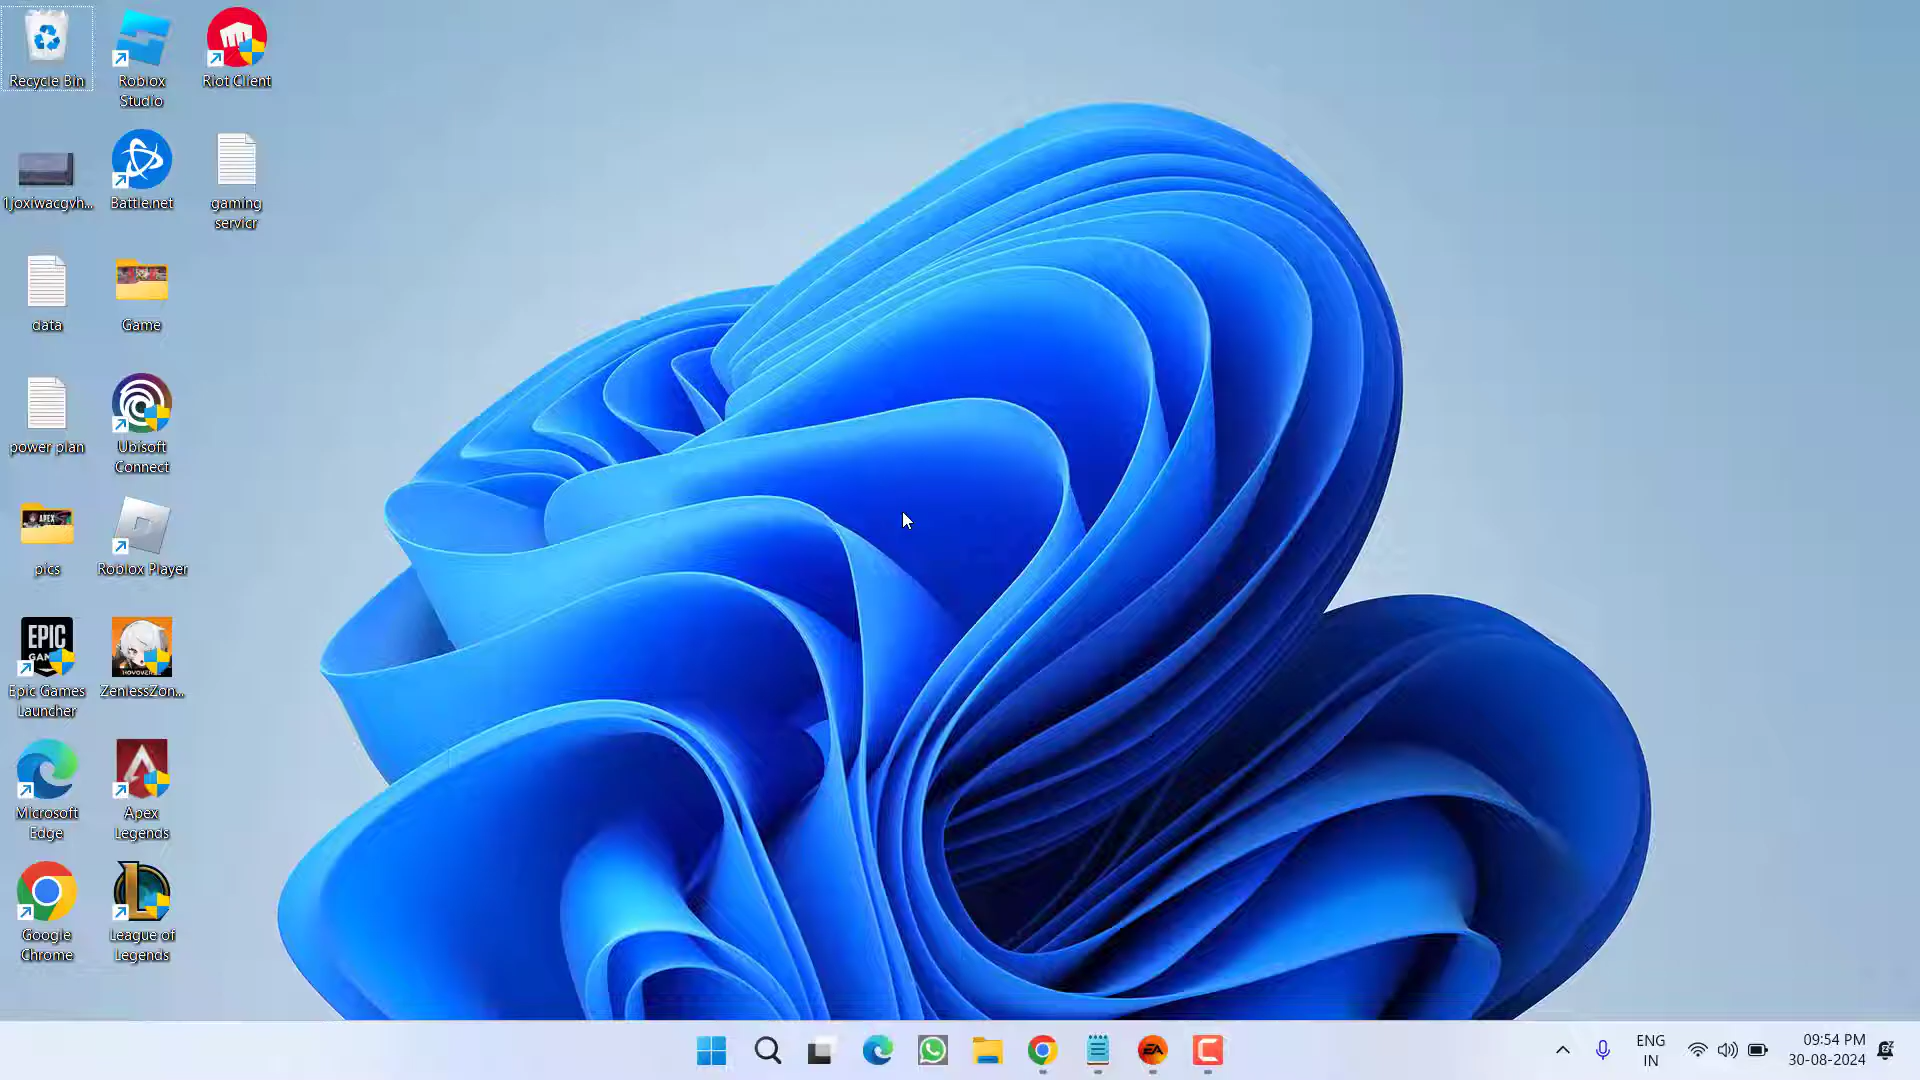 Recycle Bin
Roblox
Studio
Riot Client
1joxiwacgvh...
Battle.net
gaming
servicr
data
Game
power plan
Ubisoft
Connect
pics
Roblox Player
EPIC
Epic Games
Launcher
ZenlessZon...
Microsoft
Edge
Apex
Legends
Google
Chrome
League of
Legends
EA
ENG
IN
09:54 PM
30-08-2024